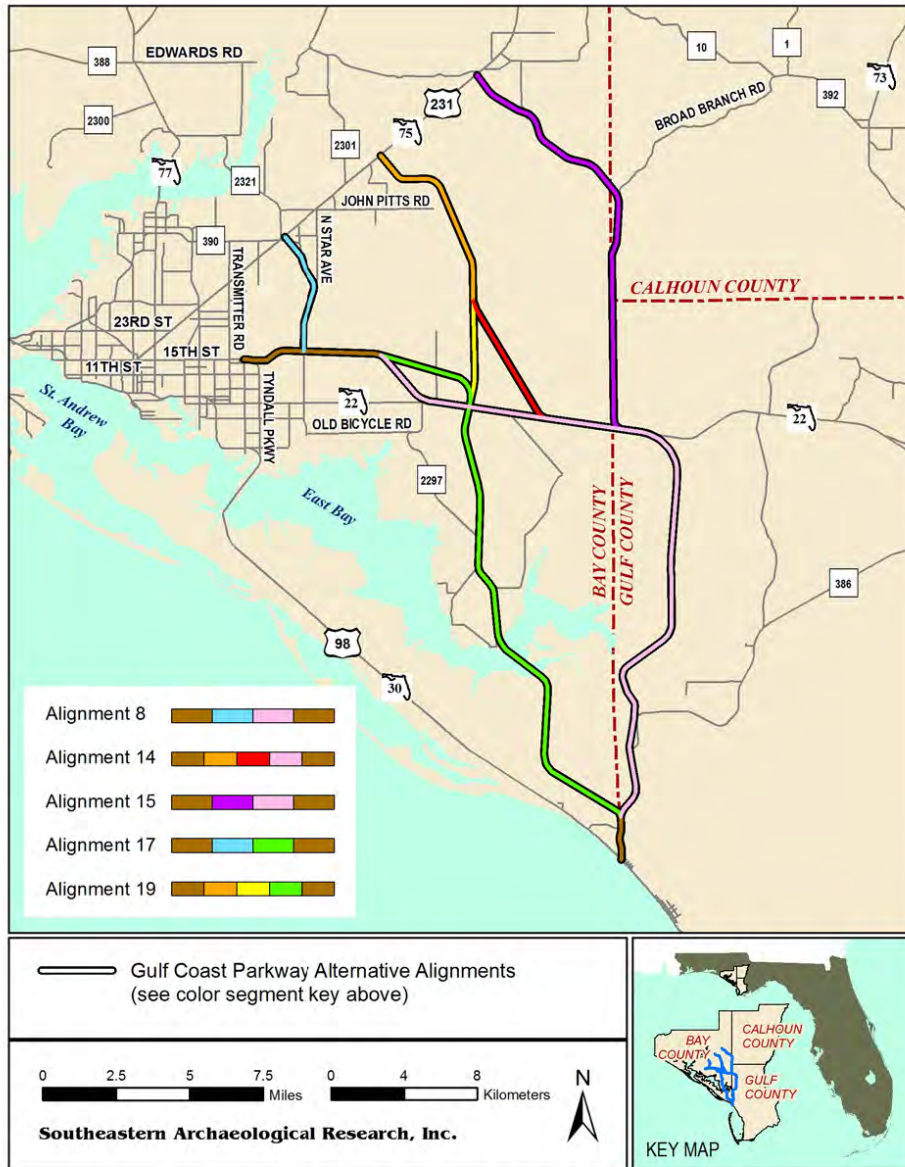 EDWARDS RD
388
10
1
73
392
BROAD BRANCH RD
231
75
2300
2301
77
2321
JOHN PITTS RD
390
N STAR AVE
TRANSMITTER RD
CALHOUN COUNTY
23RD ST
15TH ST
11TH ST
TYNDALL PKWY
22
OLD BICYCLE RD
22
St. Andrew
Bay
2297
East Bay
BAY COUNTY
GULF COUNTY
386
98
30
Alignment 8
Alignment 14
Alignment 15
Alignment 17
Alignment 19
Gulf Coast Parkway Alternative Alignments
(see color segment key above)
0 2.5 5 7.5 Miles
0 4 8 Kilometers
N
Southeastern Archaeological Research, Inc.
BAY
COUNTY
CALHOUN
COUNTY
GULF
COUNTY
KEY MAP